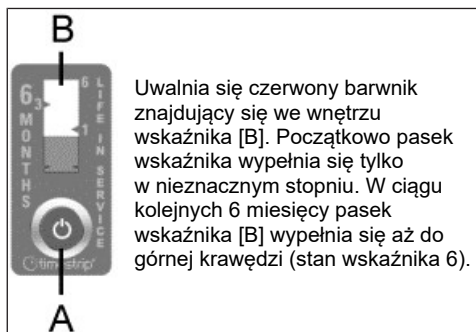 B
6
3
6
1
MONTHS
LIFE IN SERVICE
timestrip
A
Uwalnia się czerwony barwnik
znajdujący się we wnętrzu
wskaźnika [B]. Początkowo pasek
wskaźnika wypełnia się tylko
w nieznacznym stopniu. W ciągu
kolejnych 6 miesięcy pasek
wskaźnika [B] wypełnia się aż do
górnej krawędzi (stan wskaźnika 6).